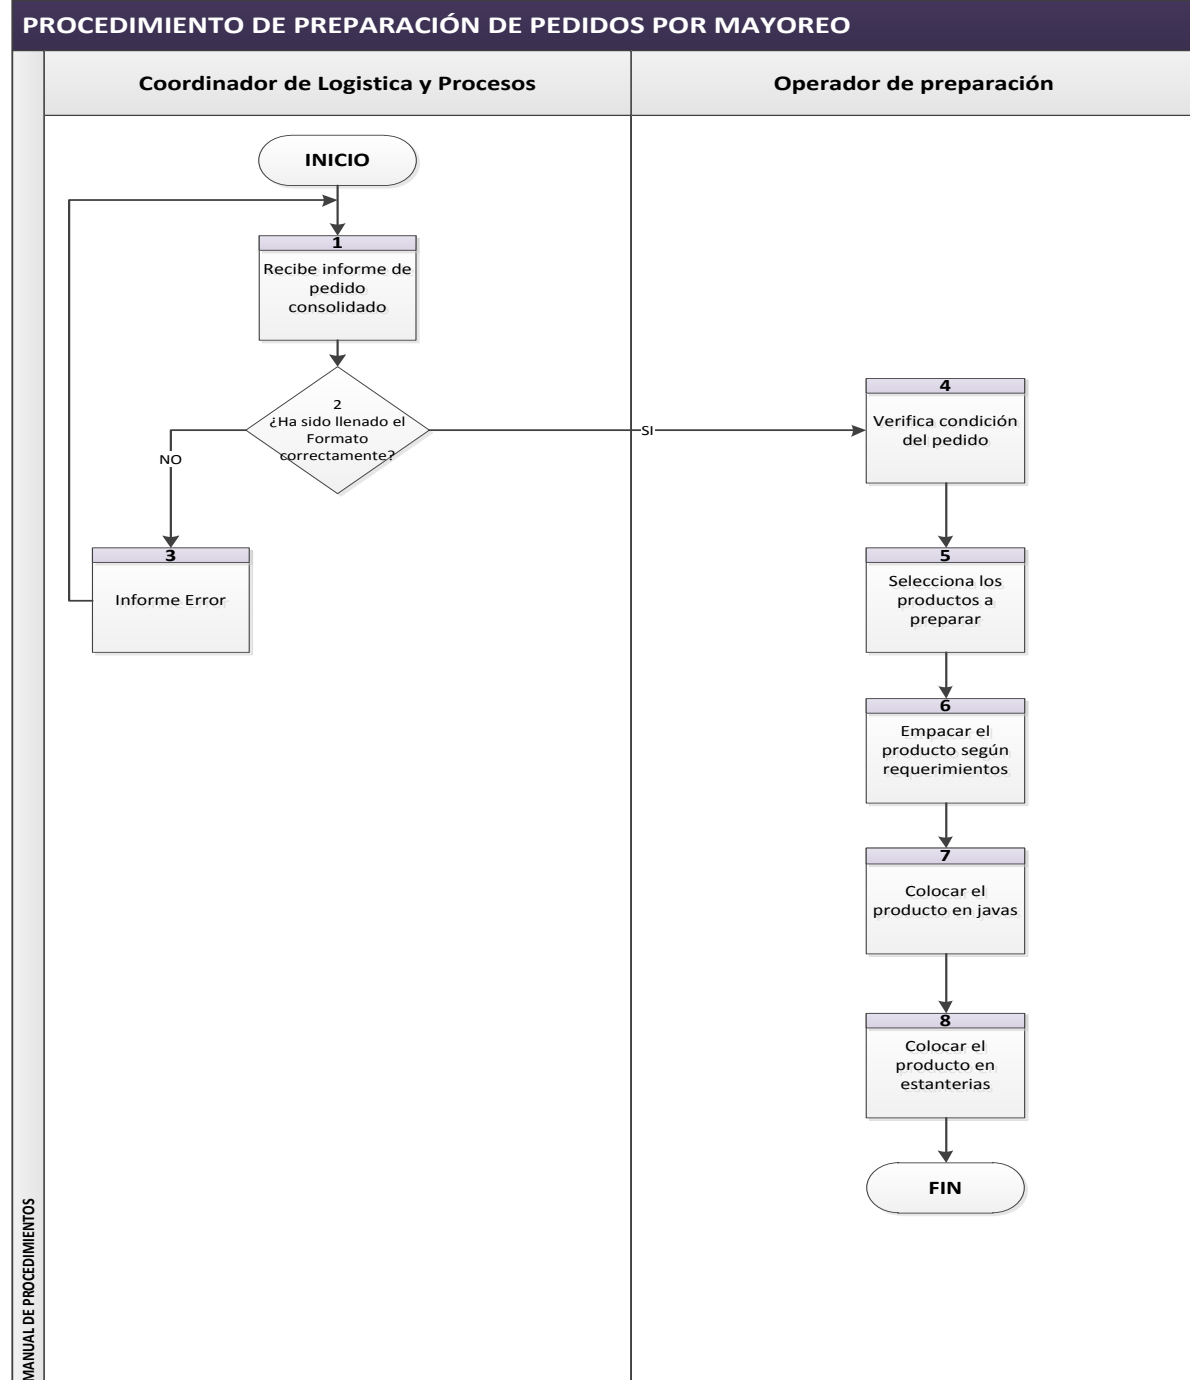 PROCEDIMIENTO DE PREPARACIÓN DE PEDIDOS POR MAYOREO
Coordinador de Logistica y Procesos
Operador de preparación
INICIO
1
Recibe informe de
pedido
consolidado
2
¿Ha sido llenado el
Formato
correctamente?
NO
SI
3
Informe Error
4
Verifica condición
del pedido
5
Selecciona los
productos a
preparar
6
Empacar el
producto según
requerimientos
7
Colocar el
producto en javas
8
Colocar el
producto en
estanterias
FIN
MANUAL DE PROCEDIMIENTOS